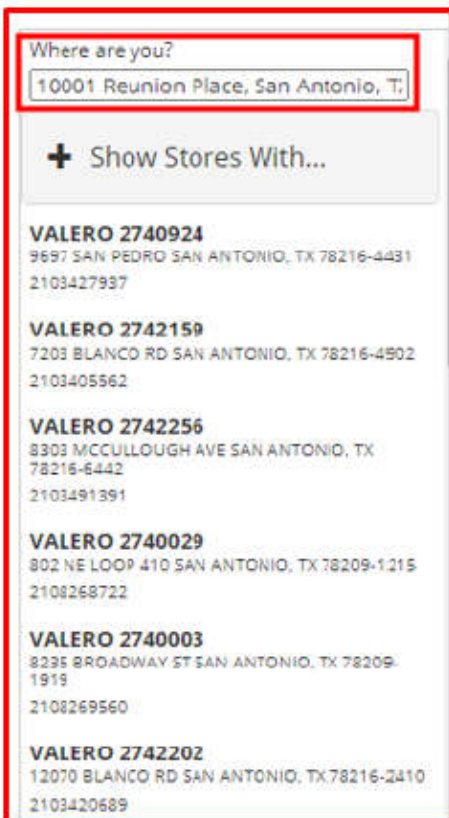 Where are you?
10001 Reunion Place, San Antonio, T
Show Stores With...
VALERO 2740924
9697 SAN PEDRO SAN ANTONIO, TX 78216-4431
2103427937
VALERO 2742159
7203 BLANCO RD SAN ANTONIO, TX 78216-4902
2103405562
VALERO 2742256
8303 MCCULLOUGH AVE SAN ANTONIO, TX
78216-6442
2103491391
VALERO 2740029
802 NE LOOP 410 SAN ANTONIO, TX 78209-1215
2108268722
VALERO 2740003
8235 BROADWAY ST SAN ANTONIO, TX 78209-
1919
2108269560
VALERO 2742202
12070 BLANCO RD SAN ANTONIO, TX 78216-2410
2103420689